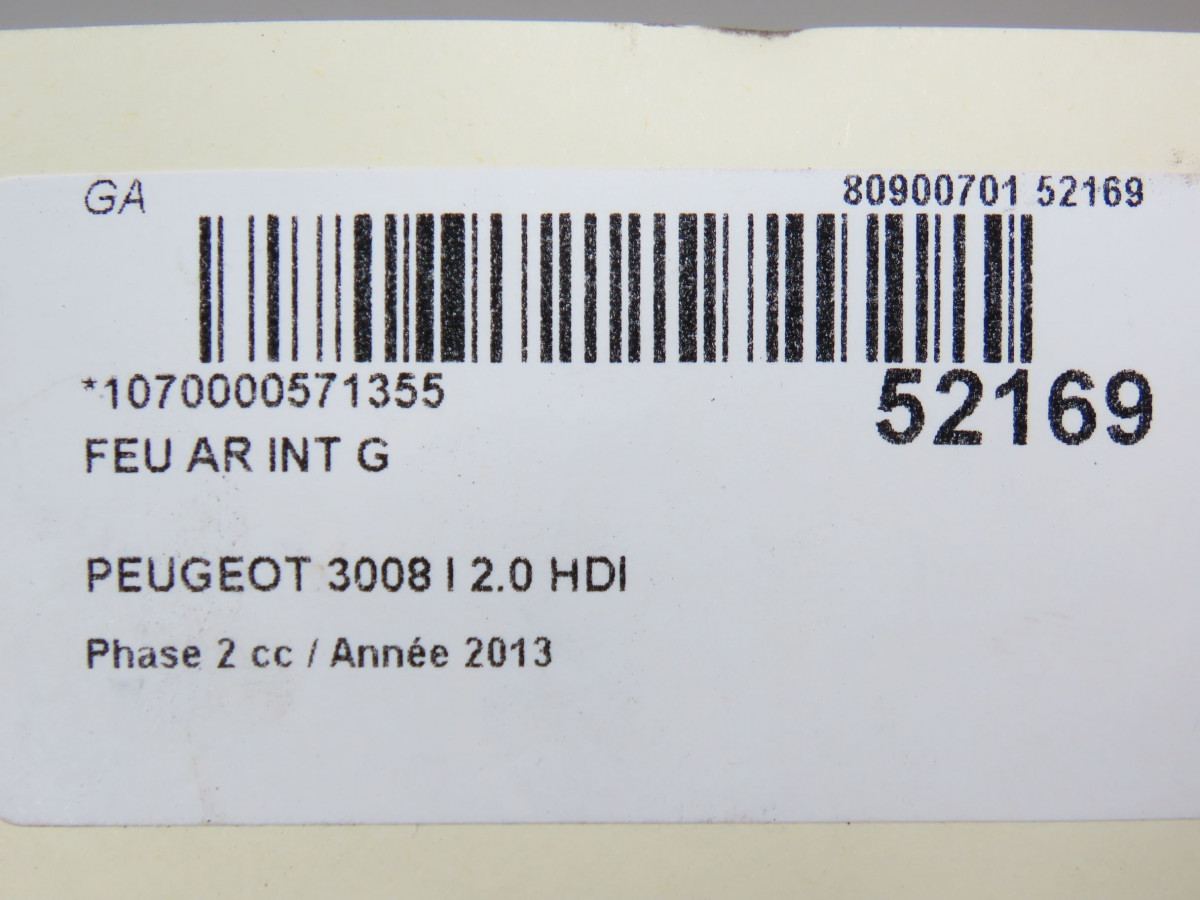 GA 80900701 52169
*1070000571355 52169
FEU AR INT G
PEUGEOT 3008 I 2.0 HDI
Phase 2 cc / Année 2013